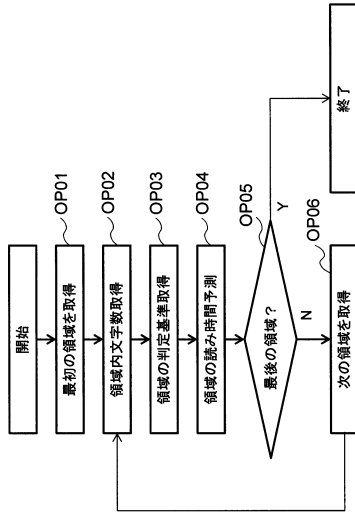 開始
最初の領域を取得
OP01
領域内文字数取得
OP02
領域の判定基準取得
OP03
領域の読み時間予測
OP04
最後の領域？
OP05
Y
N
次の領域を取得
OP06
終了